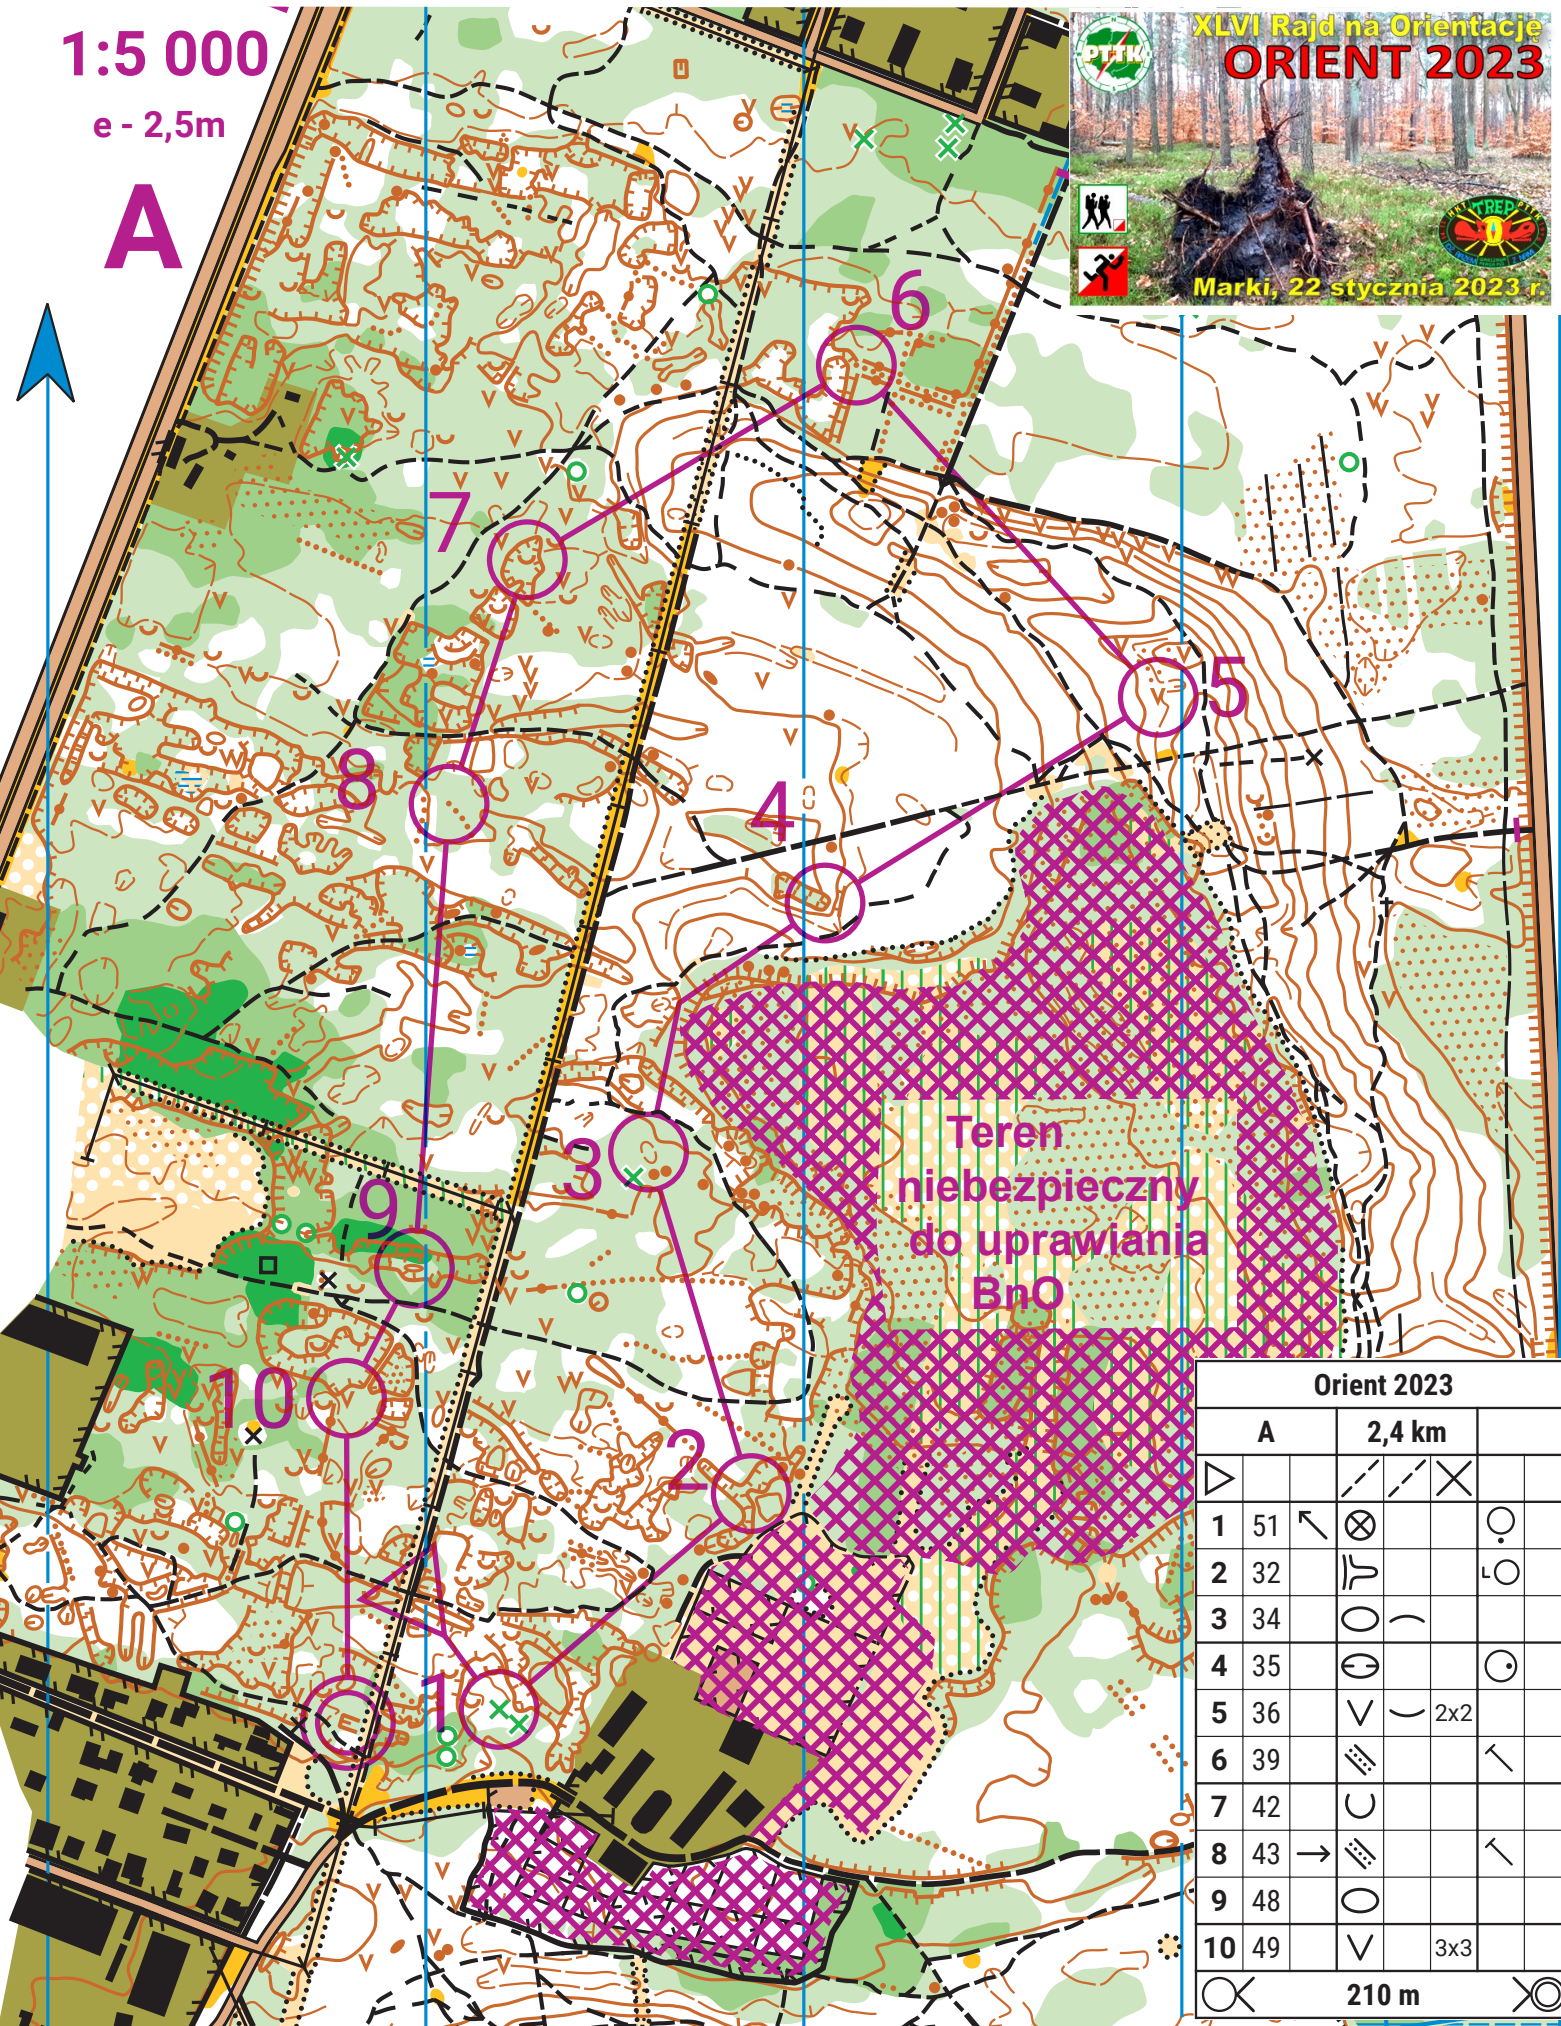 1:5 000
e - 2,5m
A
XLVI Rajd na Orientację
ORIENT 2023
PTTK
TREP
Marki, 22 stycznia 2023 r.
6
7
5
8
4
3
Teren
niebezpieczny
do uprawiania
BnO
9
10
2
1
Orient 2023
A 2,4 km
1 51
2 32
3 34
4 35
5 36 2x2
6 39
7 42
8 43
9 48
10 49 3x3
210 m